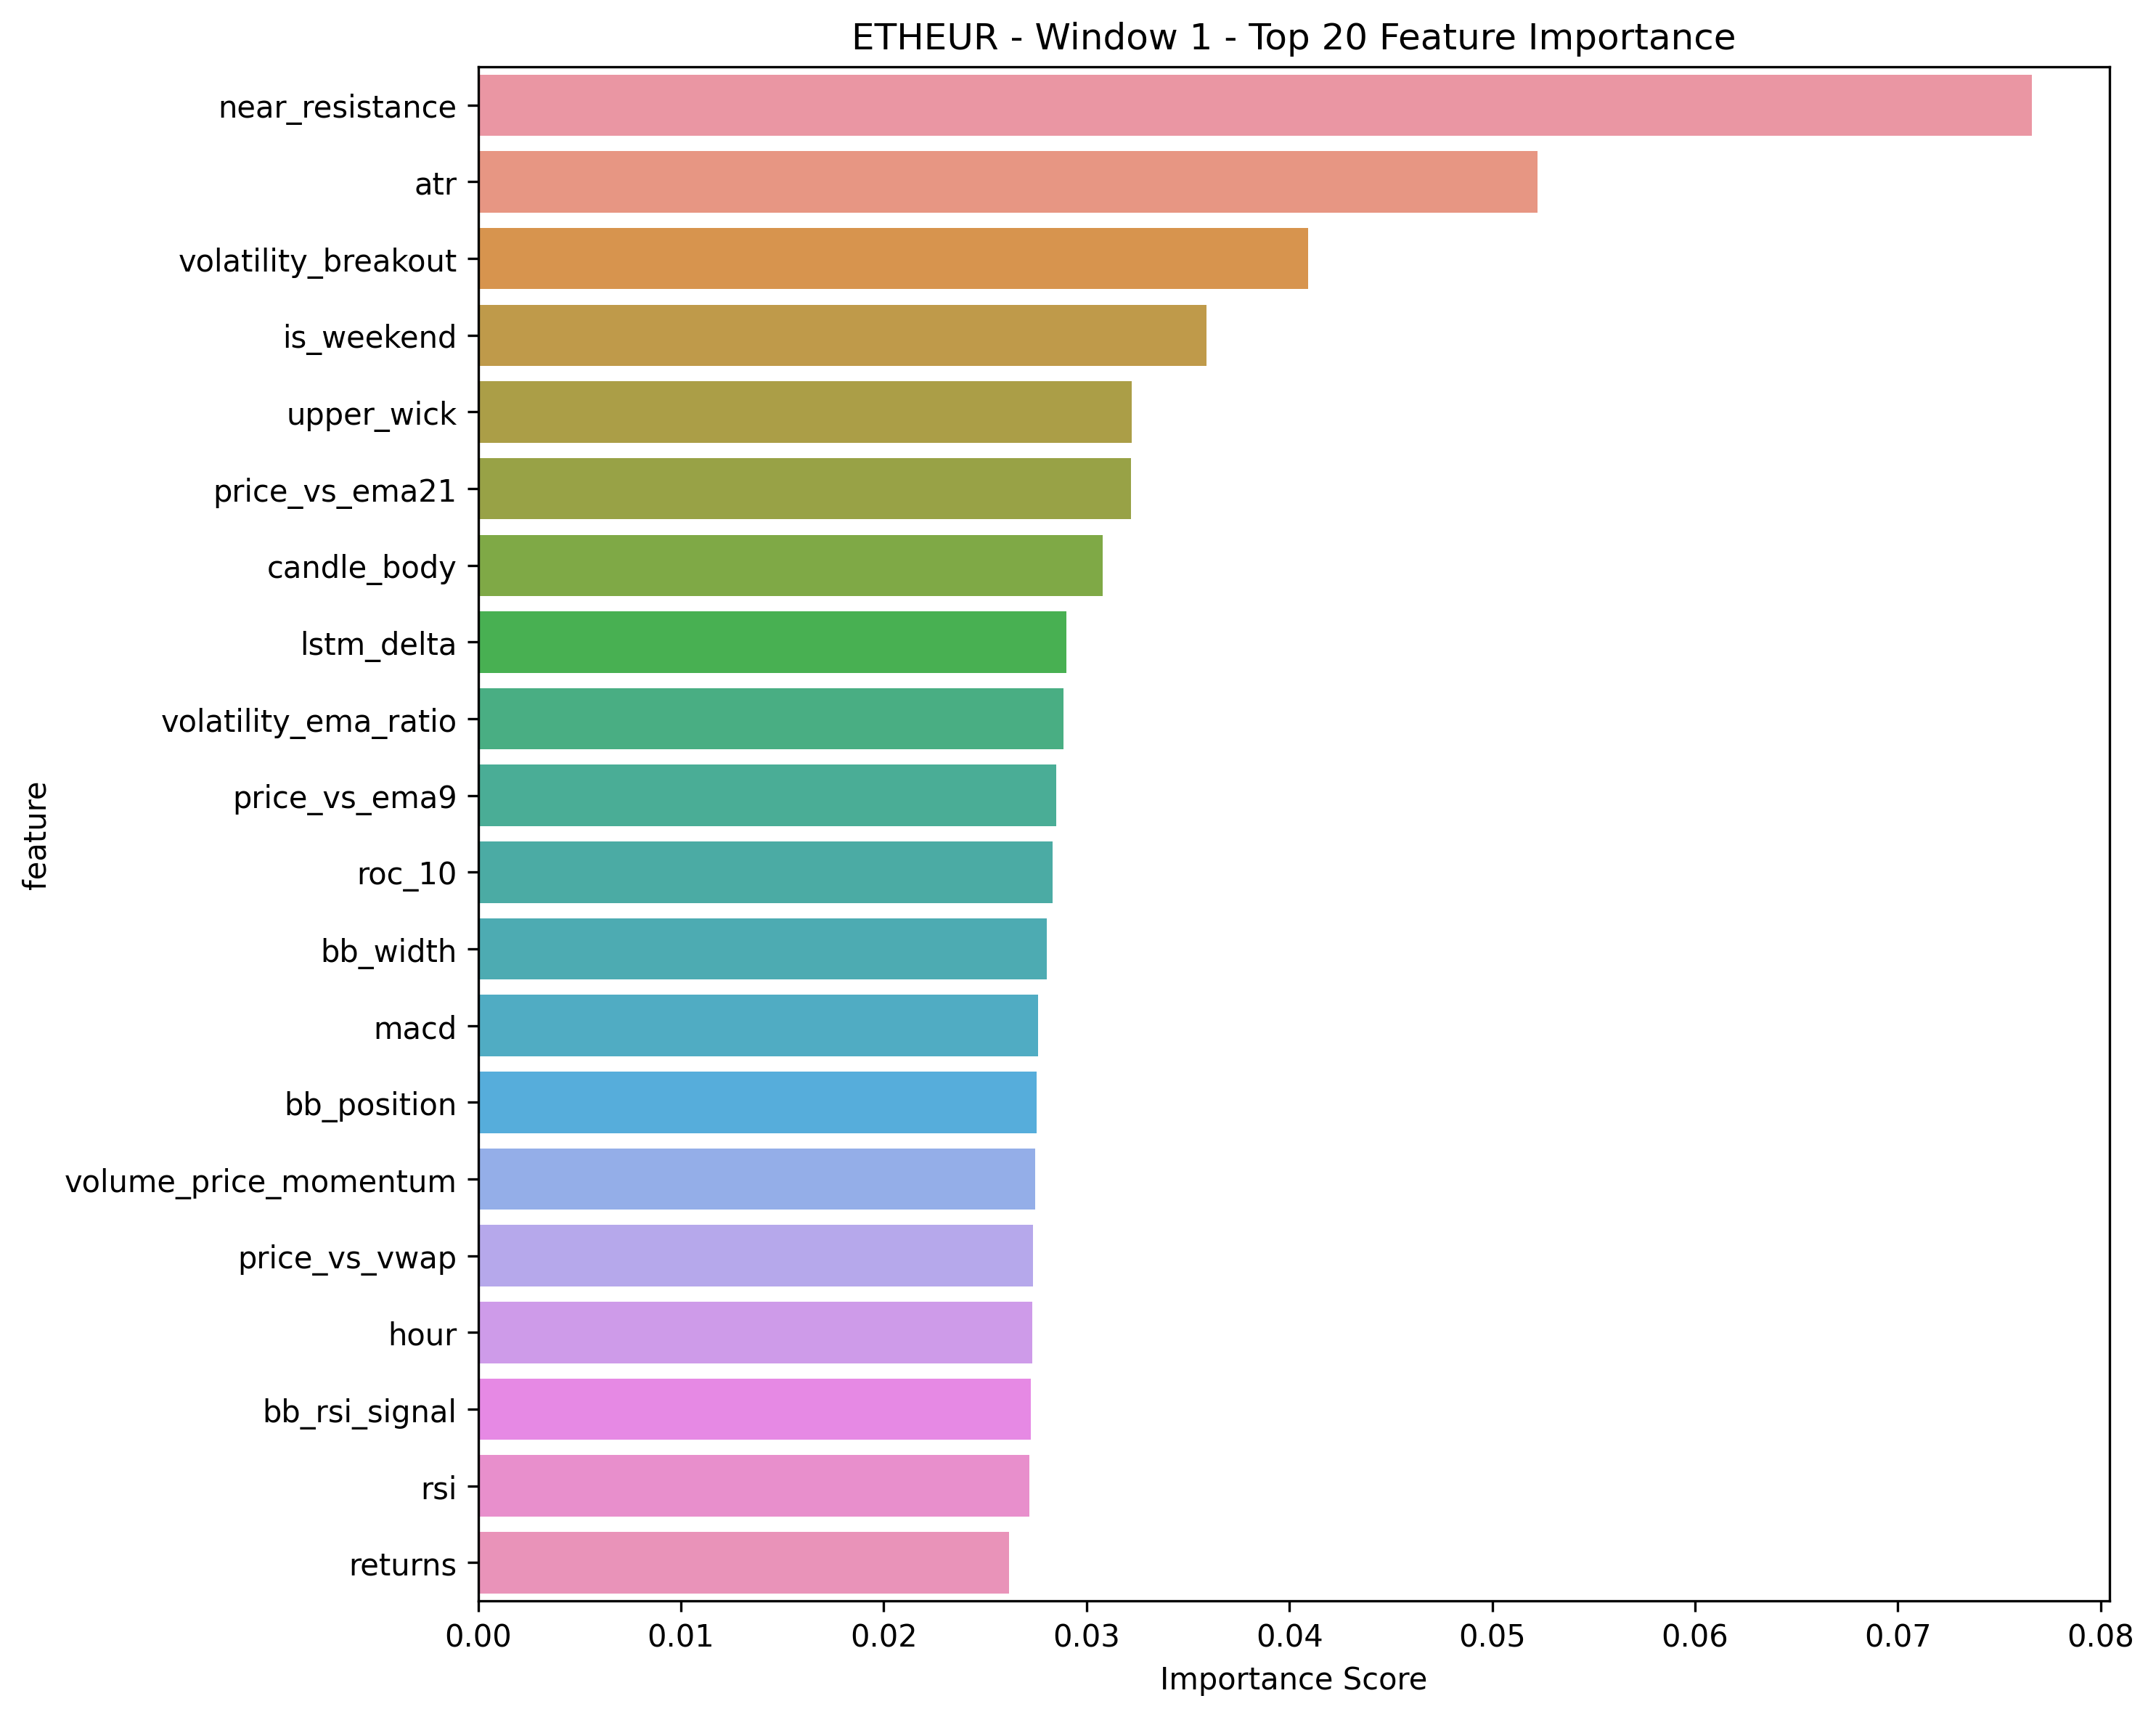 ETHEUR - Window 1 - Top 20 Feature Importance
near_resistance
atr
volatility_breakout
is_weekend
upper_wick
price_vs_ema21
candle_body
lstm_delta
volatility_ema_ratio
price_vs_ema9
roc_10
bb_width
macd
bb_position
volume_price_momentum
price_vs_vwap
hour
bb_rsi_signal
rsi
returns
feature
0.00 0.01 0.02 0.03 0.04 0.05 0.06 0.07 0.08
Importance Score